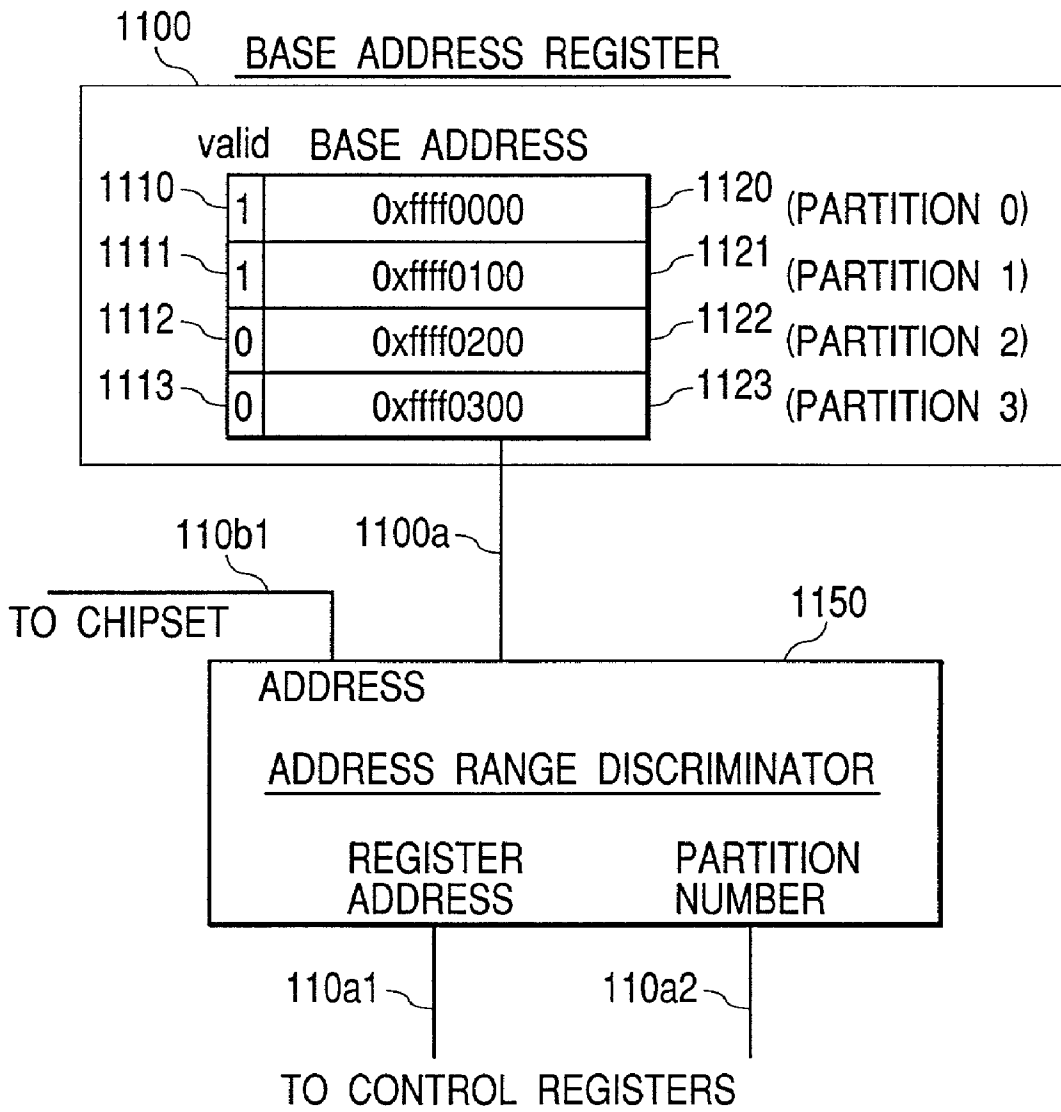 1100
BASE ADDRESS REGISTER
valid BASE ADDRESS
1110 1 0xffff0000 1120 (PARTITION 0)
1111 1 0xffff0100 1121 (PARTITION 1)
1112 0 0xffff0200 1122 (PARTITION 2)
1113 0 0xffff0300 1123 (PARTITION 3)
110b1 1100a
TO CHIPSET 1150
ADDRESS
ADDRESS RANGE DISCRIMINATOR
REGISTER PARTITION
ADDRESS NUMBER
110a1 110a2
TO CONTROL REGISTERS